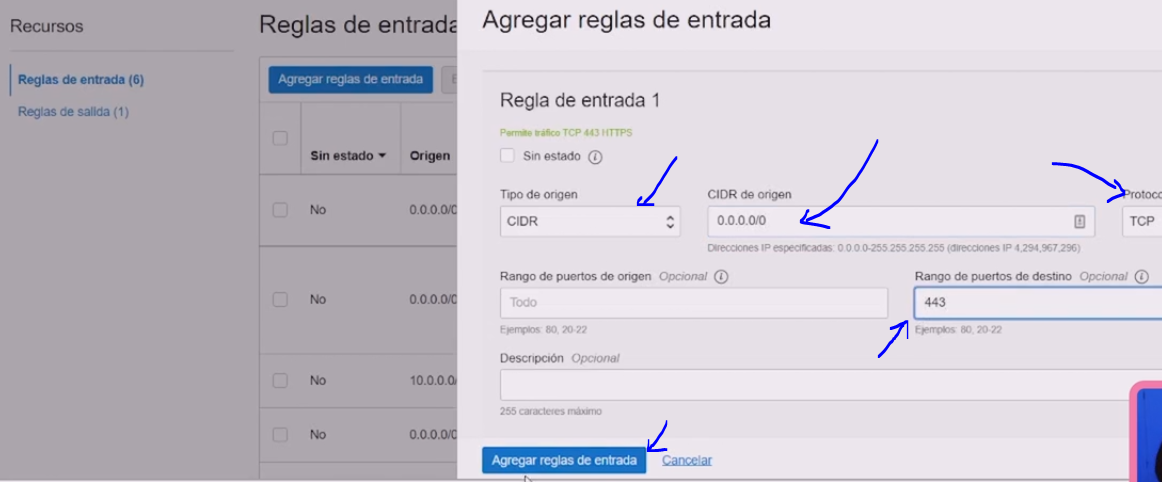 Recursos
Reglas de entrada (6)
Reglas de salida (1)
Reglas de entrada
Agregar reglas de entrada
Sin estado
Origen
No
0.0.0.0/0
No
0.0.0.0/0
No
10.0.0.0/
No
0.0.0.0/0
Agregar reglas de entrada
Regla de entrada 1
Permite tráfico TCP 443 HTTPS
Sin estado
Tipo de origen
CIDR de origen
Protoco
CIDR
0.0.0.0/0
TCP
Direcciones IP especificadas: 0.0.0.0-255.255.255.255 (direcciones IP 4,294,967,296)
Rango de puertos de origen Opcional
Rango de puertos de destino Opcional
Todo
443
Ejemplos: 80, 20-22
Ejemplos: 80, 20-22
Descripción Opcional
255 caracteres máximo
Agregar reglas de entrada
Cancelar